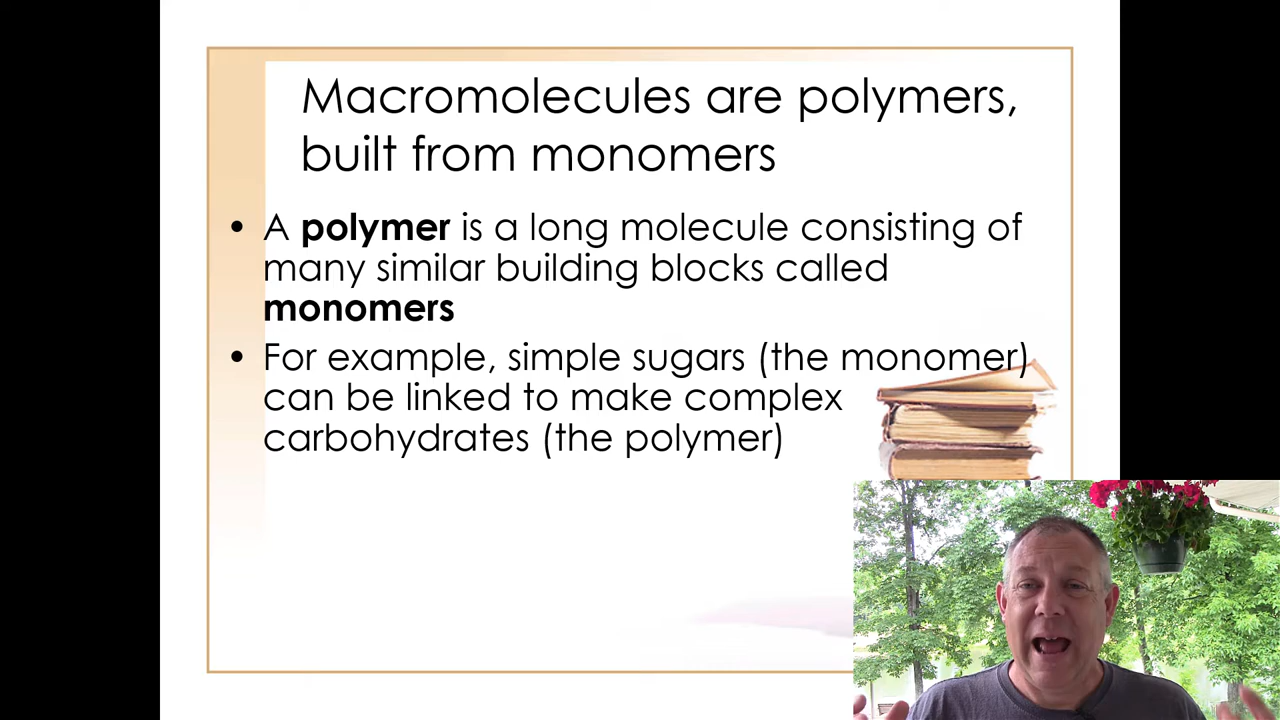 Macromolecules are polymers,
built from monomers
• A polymer is a long molecule consisting of
many similar building blocks called
monomers
• For example, simple sugars (the monomer)
can be linked to make complex
carbohydrates (the polymer)